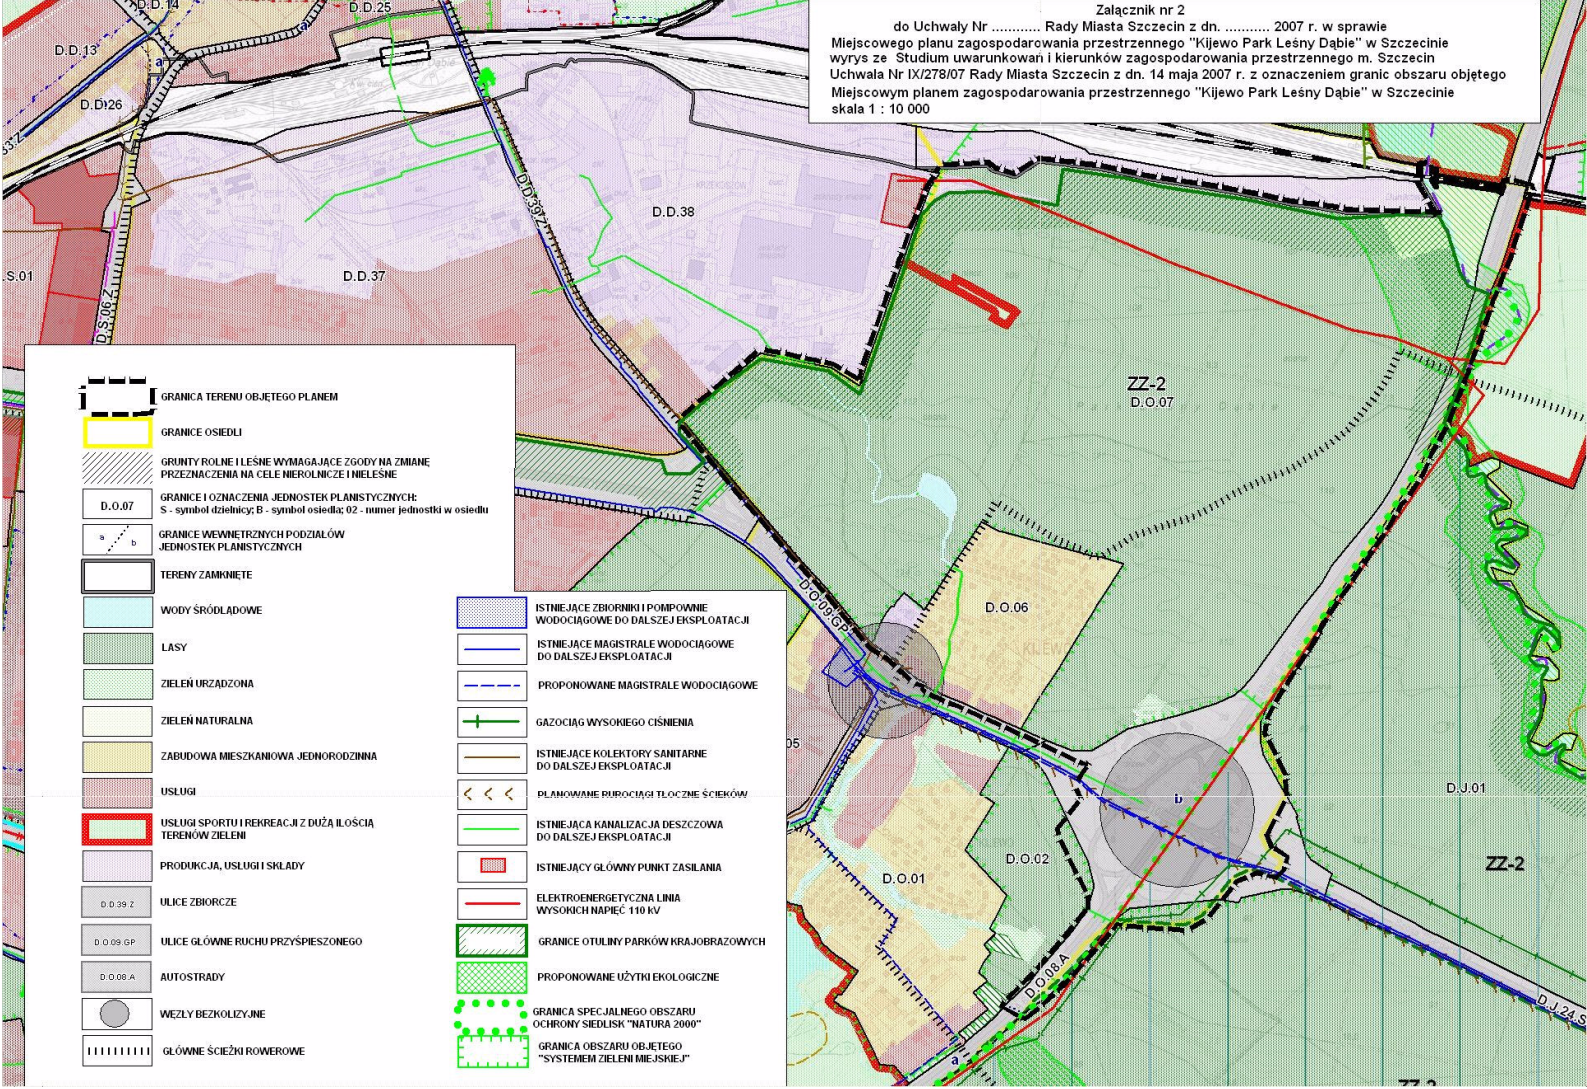 Załącznik nr 2
do Uchwały Nr ............ Rady Miasta Szczecin z dn. ........... 2007 r. w sprawie
Miejscowego planu zagospodarowania przestrzennego "Kijewo Park Leśny Dąbie" w Szczecinie
wyrys ze Studium uwarunkowań i kierunków zagospodarowania przestrzennego m. Szczecin
Uchwała Nr IX/278/07 Rady Miasta Szczecin z dn. 14 maja 2007 r. z oznaczeniem granic obszaru objętego
Miejscowym planem zagospodarowania przestrzennego "Kijewo Park Leśny Dąbie" w Szczecinie
skala 1 : 10 000
D.D.14
D.D.25
D.D.13
a
a
D.D.26
D.D.39.Z
D.D.38
D.D.37
.S.01
D.S.06.Z
ZZ-2
D.O.07
D.O.09.GP
D.O.06
KIJEWO
05
b
D.J.01
D.O.02
D.O.01
ZZ-2
D.O.08.A
D.J.24.S
a
ZZ-2
GRANICA TERENU OBJĘTEGO PLANEM
GRANICE OSIEDLI
GRUNTY ROLNE I LEŚNE WYMAGAJĄCE ZGODY NA ZMIANĘ
PRZEZNACZENIA NA CELE NIEROLNICZE I NIELEŚNE
D.O.07
GRANICE I OZNACZENIA JEDNOSTEK PLANISTYCZNYCH:
S - symbol dzielnicy; B - symbol osiedla; 02 - numer jednostki w osiedlu
a b
GRANICE WEWNĘTRZNYCH PODZIAŁÓW
JEDNOSTEK PLANISTYCZNYCH
TERENY ZAMKNIĘTE
WODY ŚRÓDLĄDOWE
LASY
ZIELEŃ URZĄDZONA
ZIELEŃ NATURALNA
ZABUDOWA MIESZKANIOWA JEDNORODZINNA
USŁUGI
USŁUGI SPORTU I REKREACJI Z DUŻĄ ILOŚCIĄ
TERENÓW ZIELENI
PRODUKCJA, USŁUGI I SKŁADY
D.D.39.Z
ULICE ZBIORCZE
D.O.09.GP
ULICE GŁÓWNE RUCHU PRZYŚPIESZONEGO
D.O.08.A
AUTOSTRADY
WĘZŁY BEZKOLIZYJNE
GŁÓWNE ŚCIEŻKI ROWEROWE
ISTNIEJĄCE ZBIORNIKI I POMPOWNIE
WODOCIĄGOWE DO DALSZEJ EKSPLOATACJI
ISTNIEJĄCE MAGISTRALE WODOCIĄGOWE
DO DALSZEJ EKSPLOATACJI
PROPONOWANE MAGISTRALE WODOCIĄGOWE
GAZOCIĄG WYSOKIEGO CIŚNIENIA
ISTNIEJĄCE KOLEKTORY SANITARNE
DO DALSZEJ EKSPLOATACJI
PLANOWANE RUROCIĄGI TŁOCZNE ŚCIEKÓW
ISTNIEJĄCA KANALIZACJA DESZCZOWA
DO DALSZEJ EKSPLOATACJI
ISTNIEJĄCY GŁÓWNY PUNKT ZASILANIA
ELEKTROENERGETYCZNA LINIA
WYSOKICH NAPIĘĆ 110 kV
GRANICE OTULINY PARKÓW KRAJOBRAZOWYCH
PROPONOWANE UŻYTKI EKOLOGICZNE
GRANICA SPECJALNEGO OBSZARU
OCHRONY SIEDLISK "NATURA 2000"
GRANICA OBSZARU OBJĘTEGO
"SYSTEMEM ZIELENI MIEJSKIEJ"